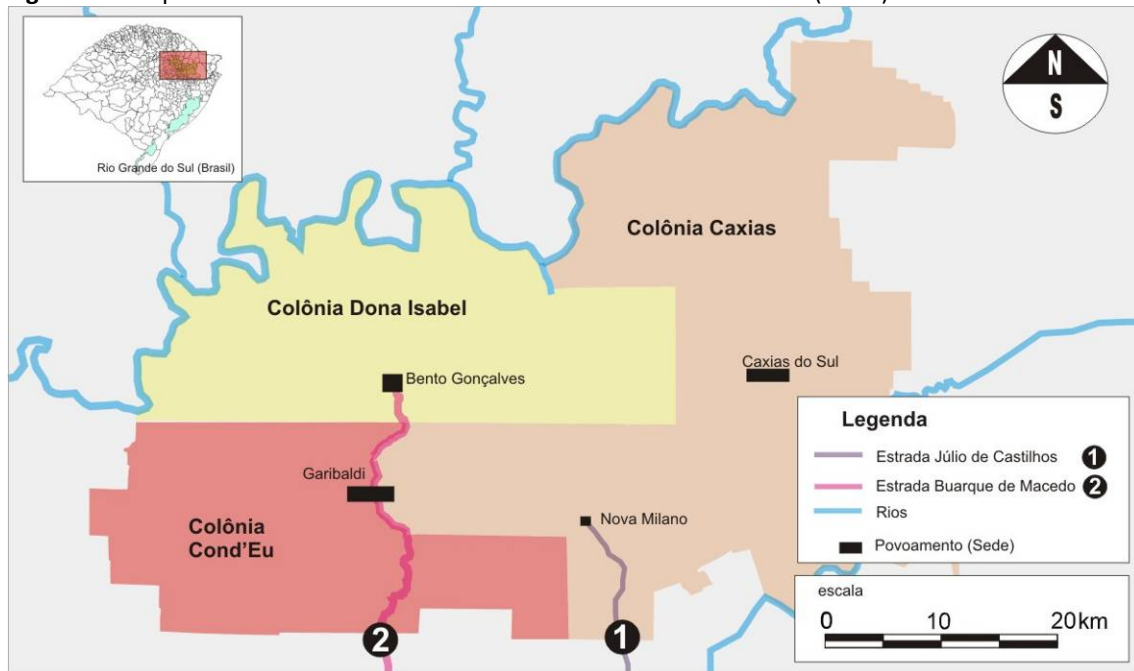 Rio Grande do Sul (Brasil)
N
S
Colônia Caxias
Colônia Dona Isabel
Caxias do Sul
Bento Gonçalves
Garibaldi
Nova Milano
Colônia
Cond'Eu
2
1
Legenda
Estrada Júlio de Castilhos 1
Estrada Buarque de Macedo 2
Rios
Povoamento (Sede)
escala
0 10 20 km